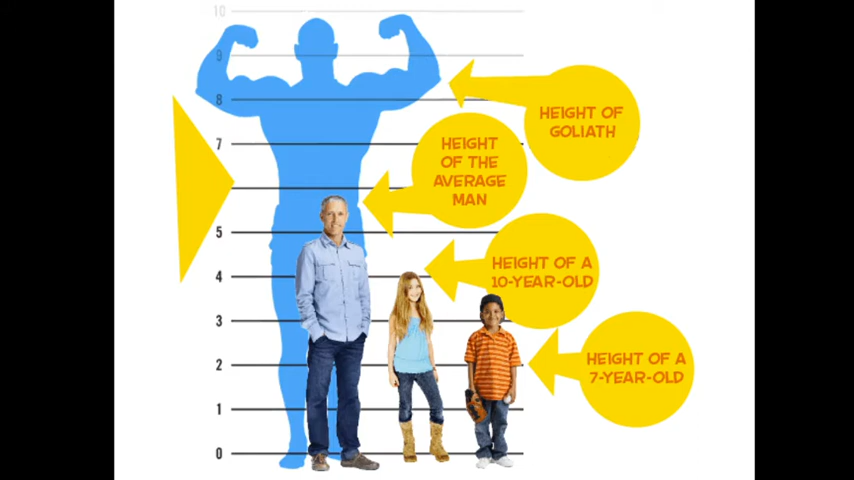 10
9
8
7
5
4
3
2
1
0
HEIGHT OF
GOLIATH
HEIGHT
OF THE
AVERAGE
MAN
HEIGHT OF A
10-YEAR-OLD
HEIGHT OF A
7-YEAR-OLD